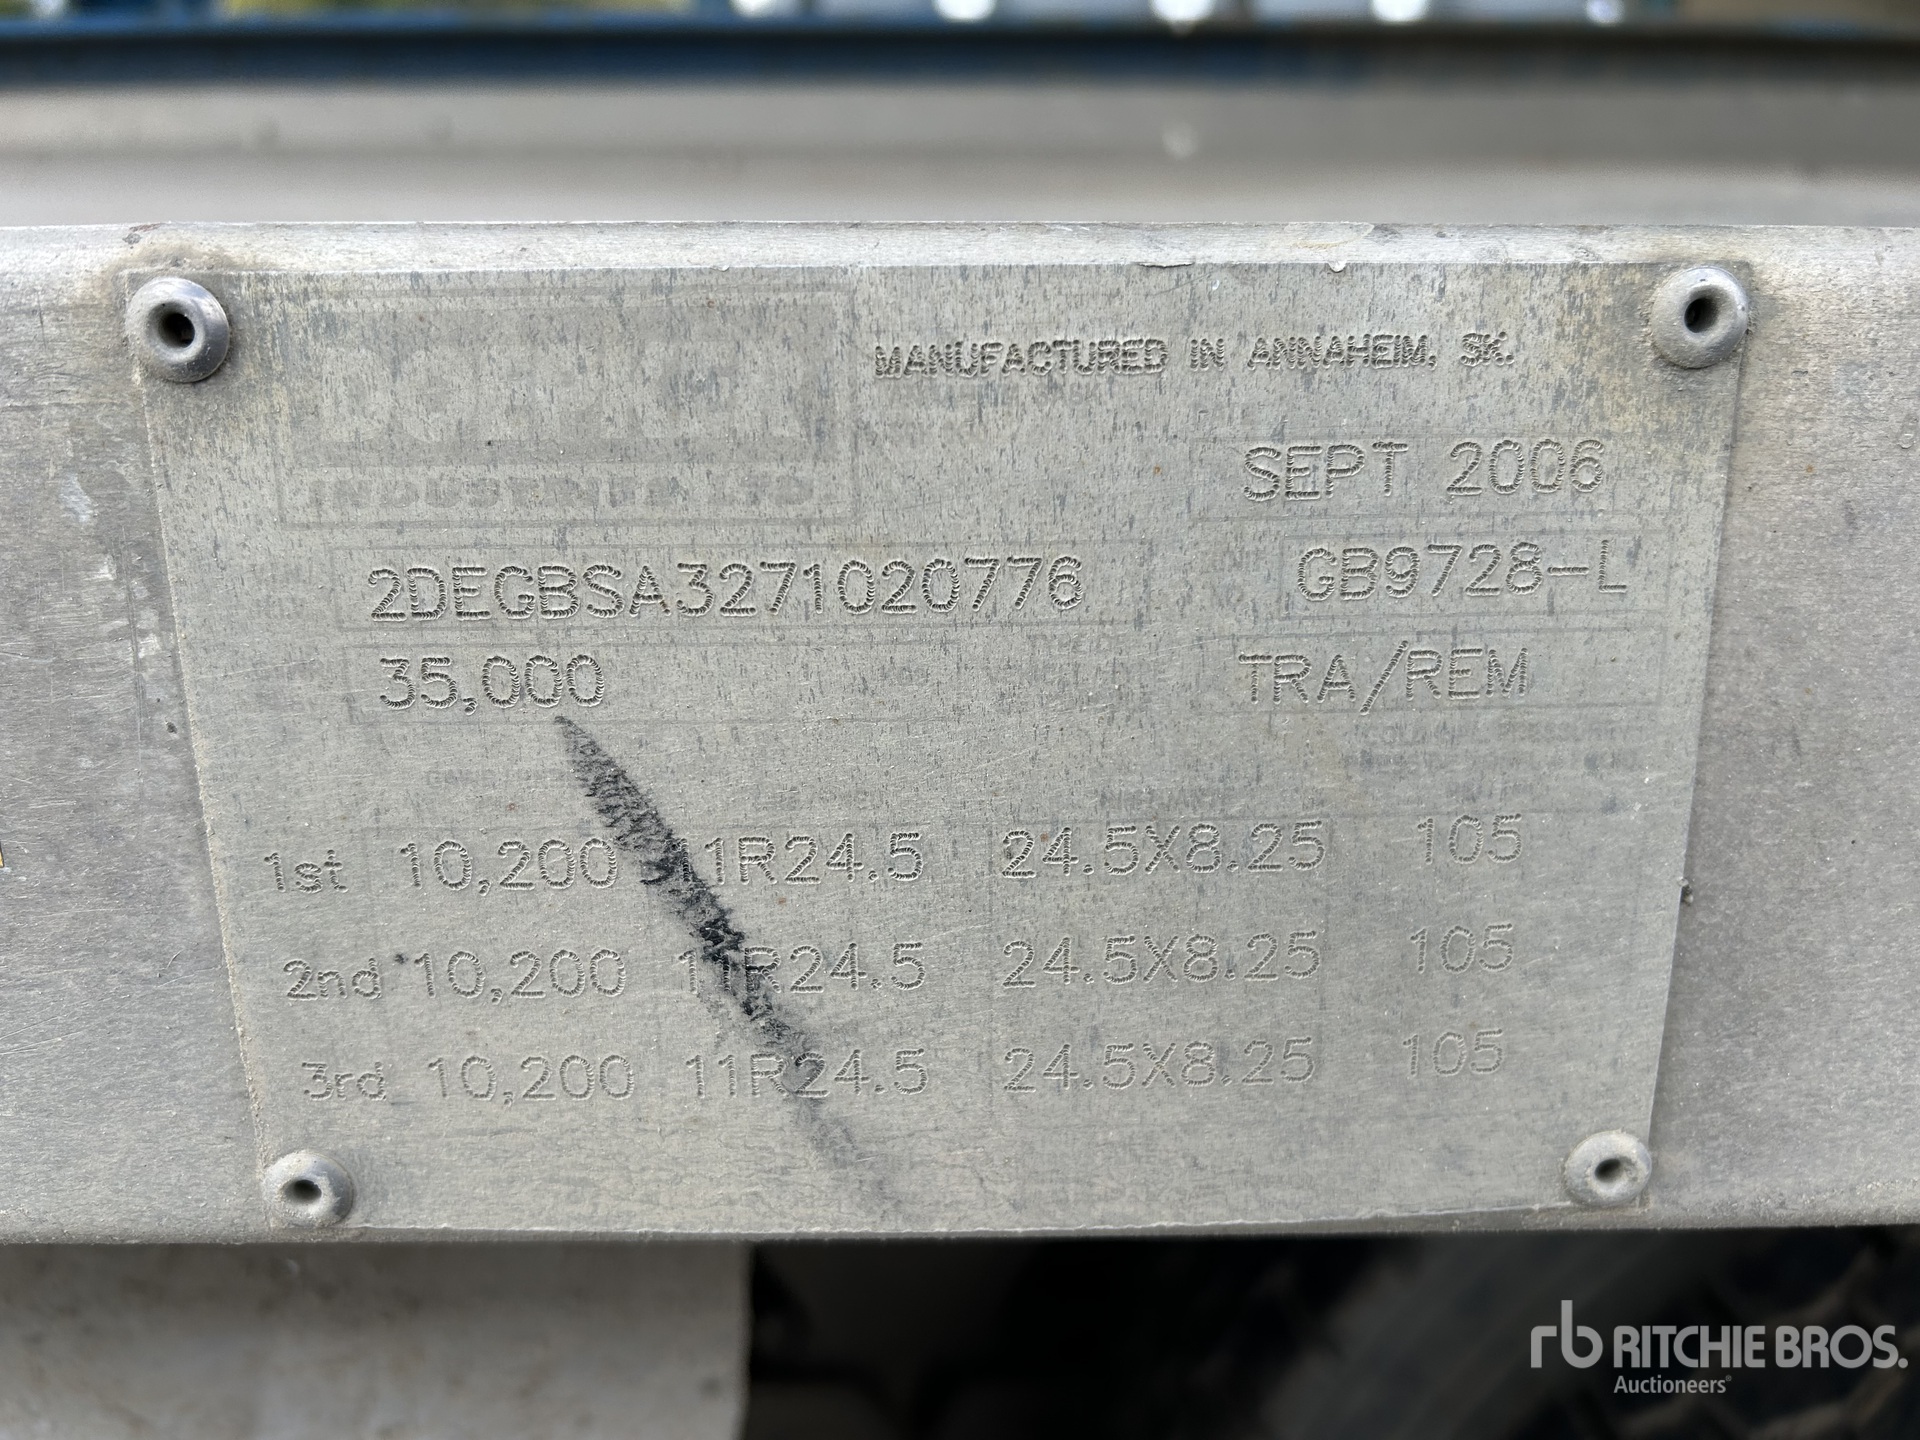 MANUFACTURED IN ANNAHEIM, SK.
SEPT 2006
2DEGBSA3271020776 GB9728-L
35,000 TRA/REM
1st 10,200 11R24.5 24.5X8.25 105
2nd 10,200 11R24.5 24.5X8.25 105
3rd 10,200 11R24.5 24.5X8.25 105
rb RITCHIE BROS.
Auctioneers